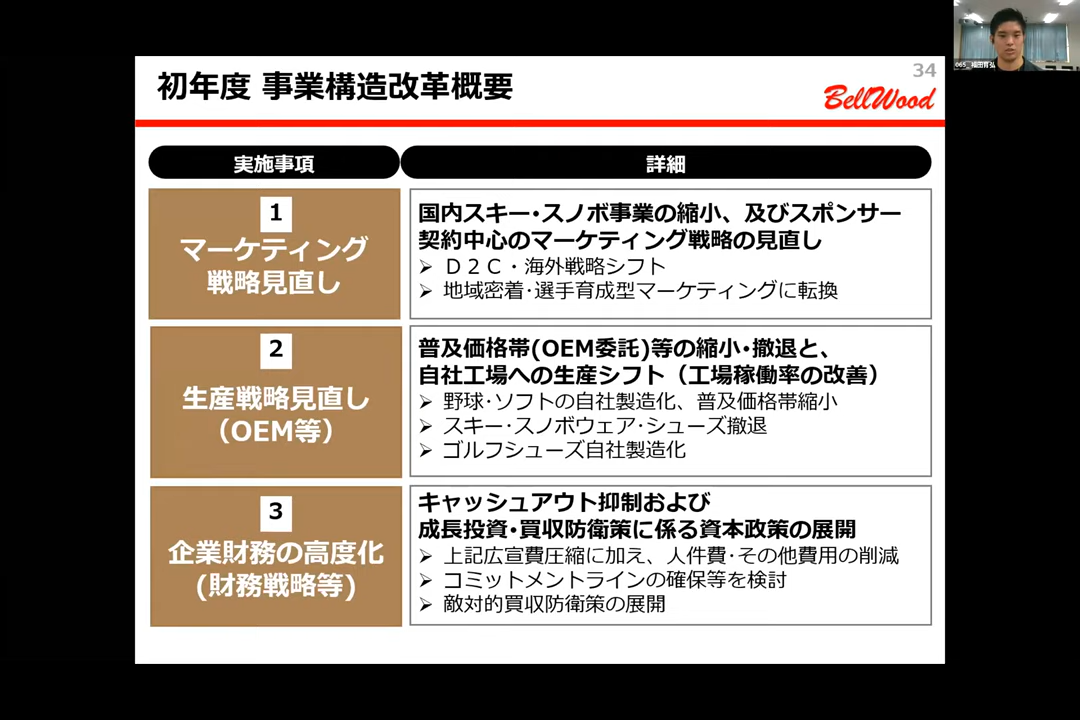 初年度 事業構造改革概要
34
BellWood
実施事項
詳細
1
マーケティング
戦略見直し
国内スキー･スノボ事業の縮小、及びスポンサー
契約中心のマーケティング戦略の見直し
➢ Ｄ２Ｃ・海外戦略シフト
➢ 地域密着･選手育成型マーケティングに転換
2
生産戦略見直し
（OEM等）
普及価格帯(OEM委託)等の縮小･撤退と、
自社工場への生産シフト（工場稼働率の改善）
➢ 野球･ソフトの自社製造化、普及価格帯縮小
➢ スキー･スノボウェア･シューズ撤退
➢ ゴルフシューズ自社製造化
3
企業財務の高度化
(財務戦略等)
キャッシュアウト抑制および
成長投資･買収防衛策に係る資本政策の展開
➢ 上記広宣費圧縮に加え、人件費･その他費用の削減
➢ コミットメントラインの確保等を検討
➢ 敵対的買収防衛策の展開